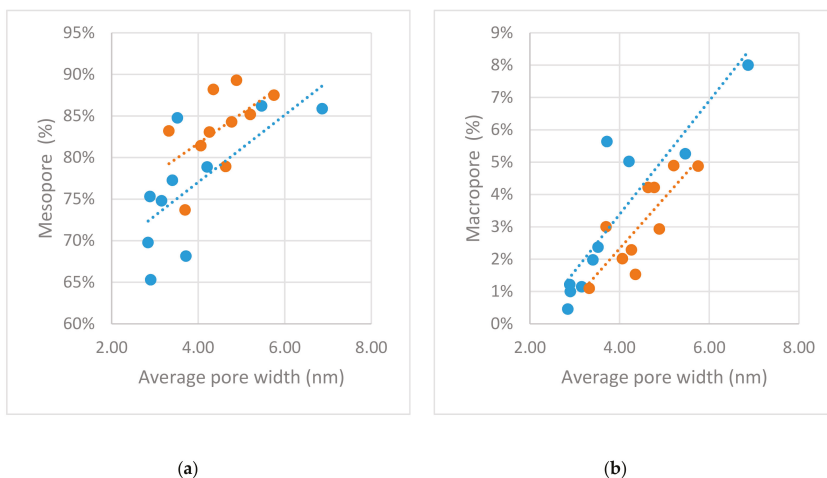 95%
90%
85%
80%
75%
70%
65%
60%
Mesopore (%)
2.00 4.00 6.00 8.00
Average pore width (nm)
(a)
9%
8%
7%
6%
5%
4%
3%
2%
1%
0%
Macropore (%)
2.00 4.00 6.00 8.00
Average pore width (nm)
(b)